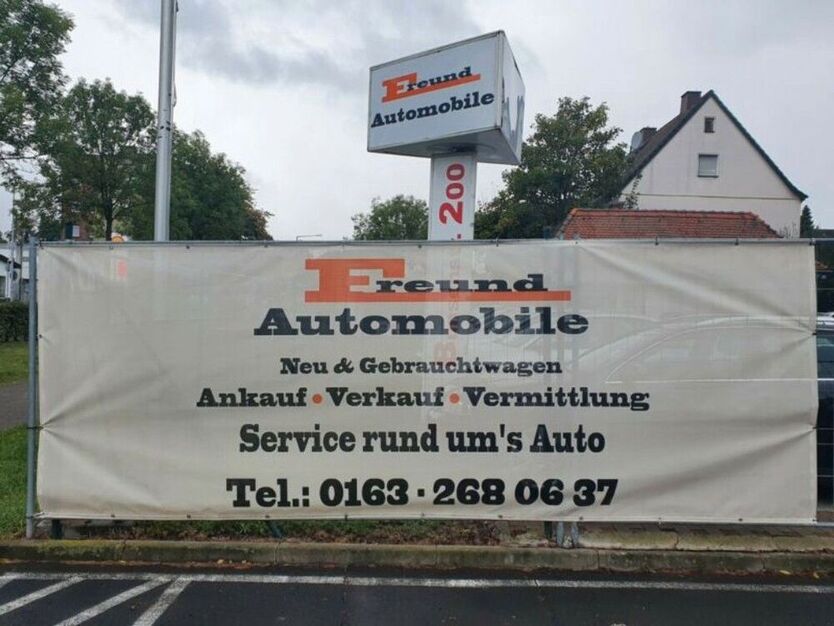 Freund
Automobile
200
Freund
Automobile
Neu & Gebrauchtwagen
Ankauf • Verkauf • Vermittlung
Service rund um's Auto
Tel.: 0163 · 268 06 37